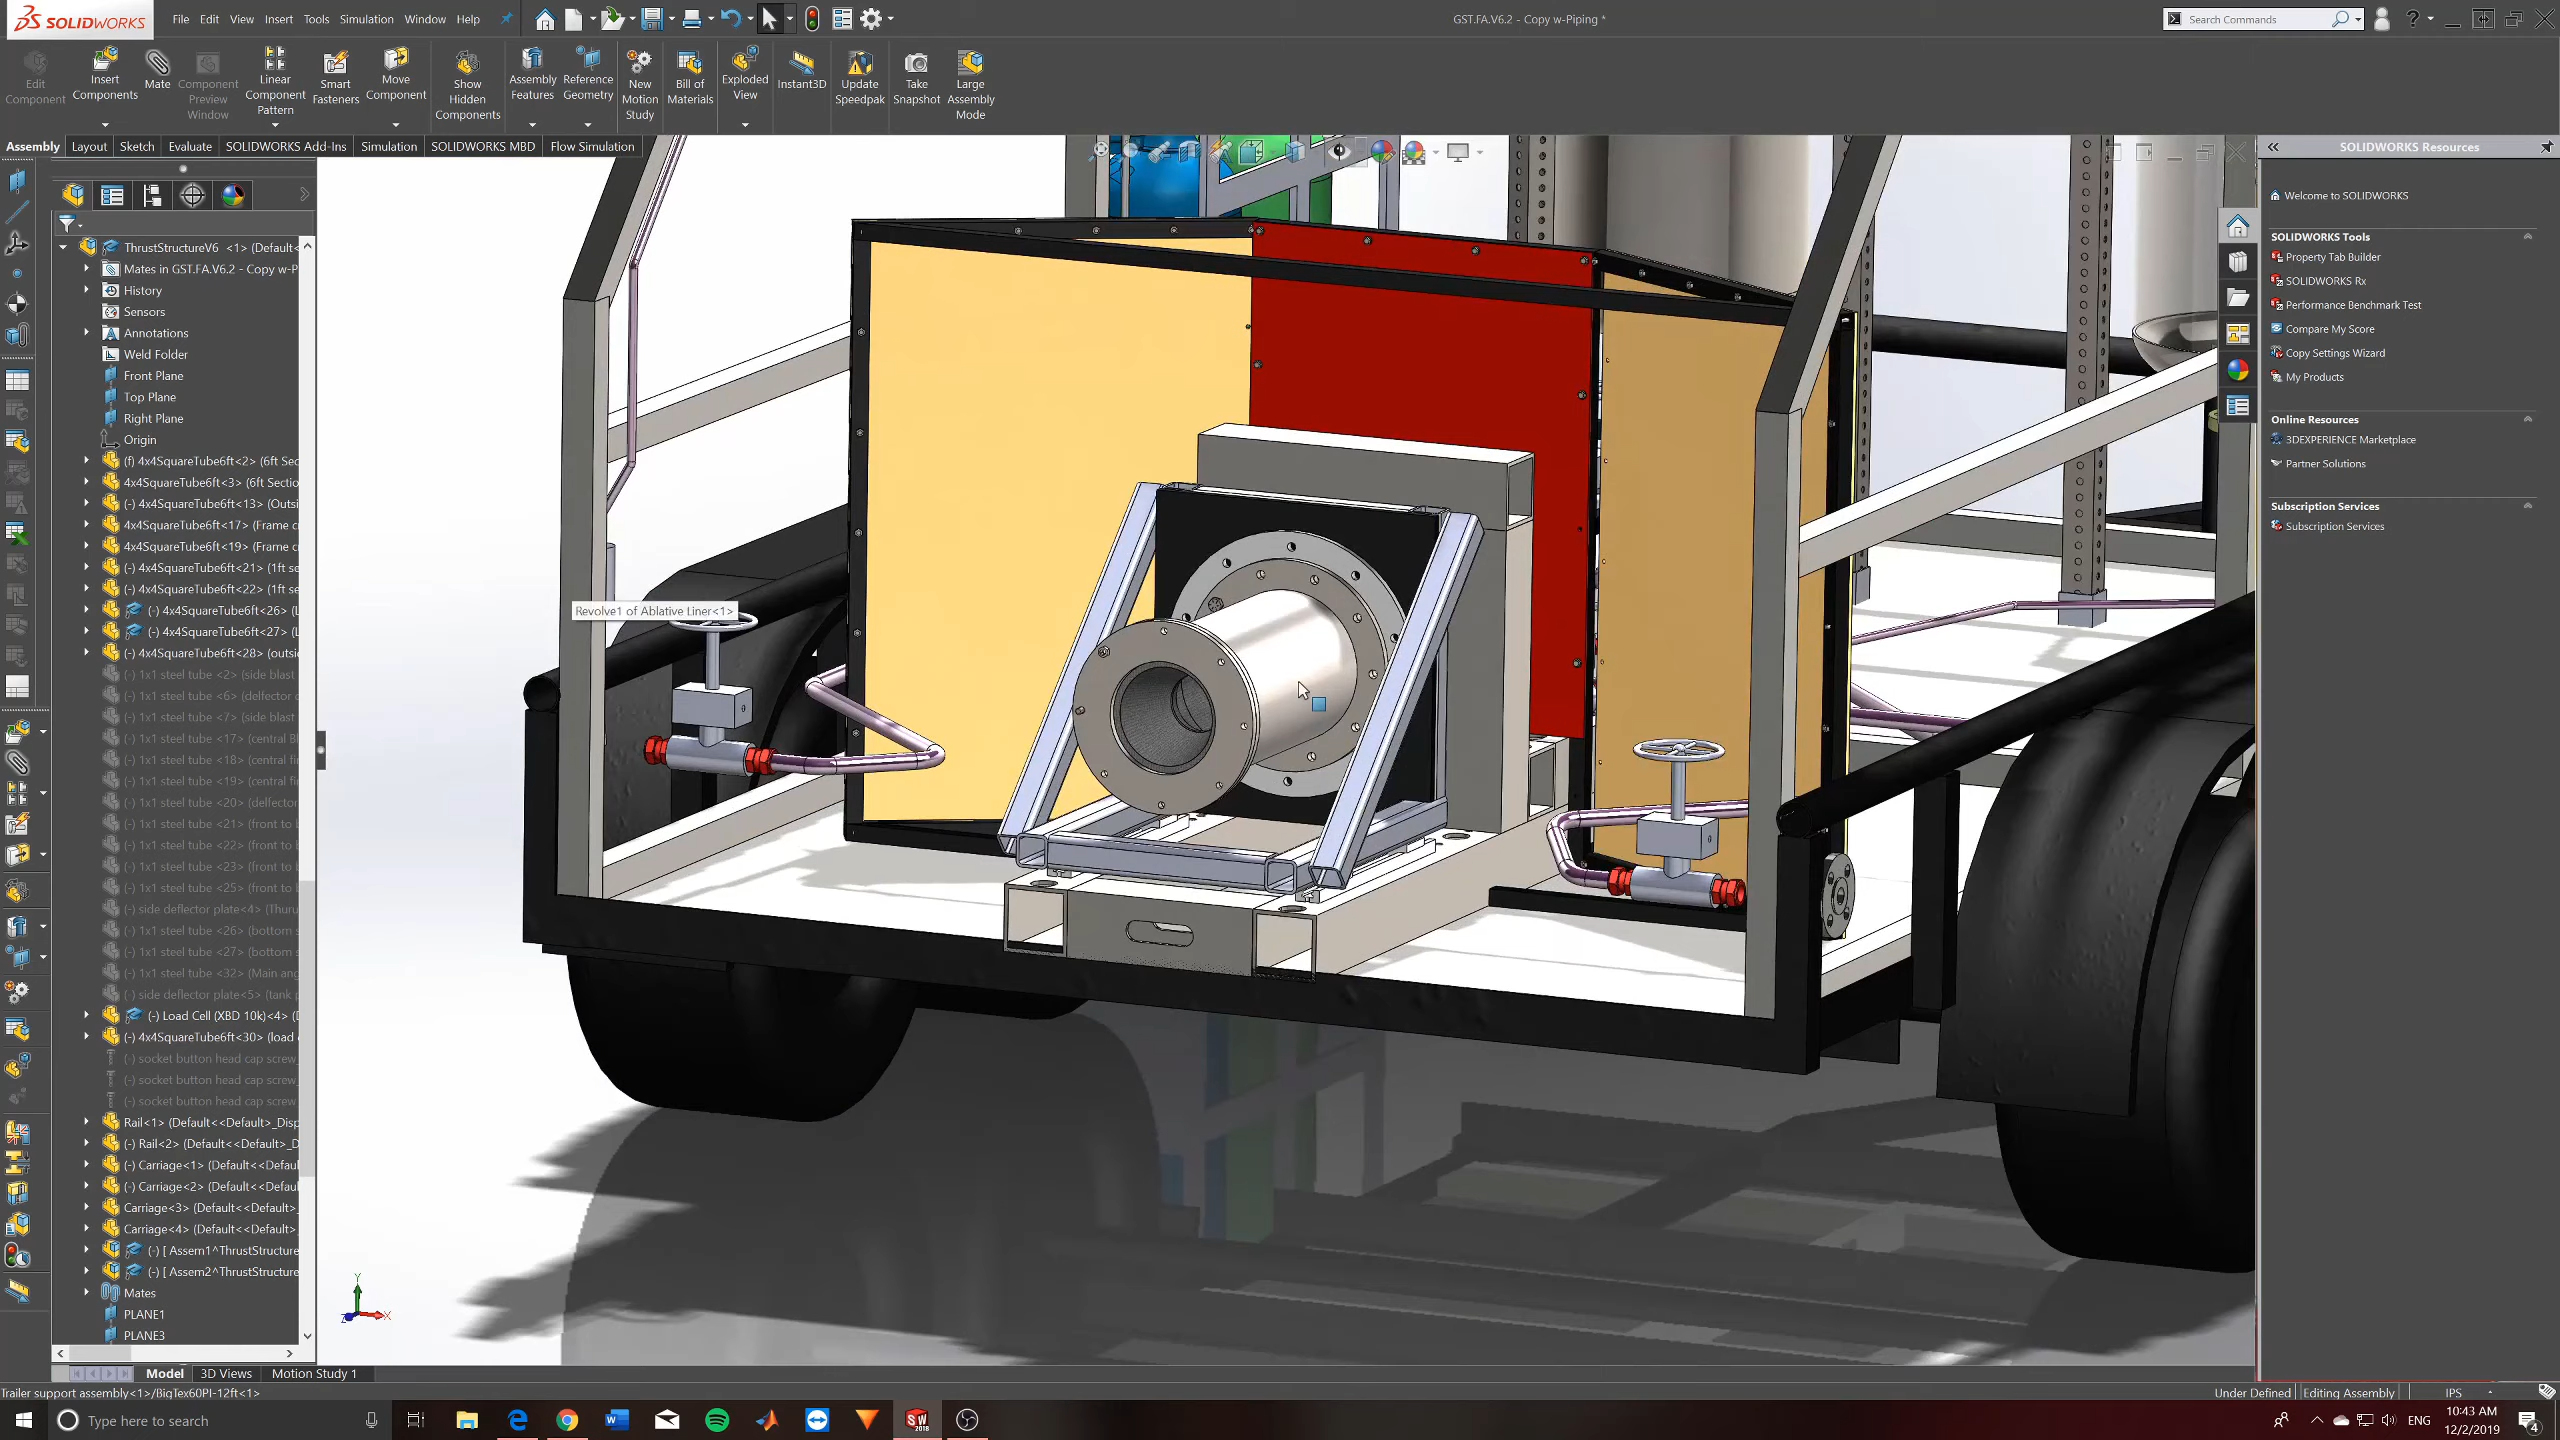 SOLIDWORKS File Edit View Insert Tools Simulation Window Help GST.FA.V6.2 - Copy w-Piping * Search Commands ?
Edit Component
Insert Components
Mate
Component Preview Window
Linear Component Pattern
Smart Fasteners
Move Component
Show Hidden Components
Assembly Features
Reference Geometry
New Motion Study
Bill of Materials
Exploded View
Instant3D
Update Speedpak
Take Snapshot
Large Assembly Mode
Assembly Layout Sketch Evaluate SOLIDWORKS Add-Ins Simulation SOLIDWORKS MBD Flow Simulation
ThrustStructureV6 <1> (Default<
Mates in GST.FA.V6.2 - Copy w-P
History
Sensors
Annotations
Weld Folder
Front Plane
Top Plane
Right Plane
Origin
(f) 4x4SquareTube6ft<2> (6ft Sec
4x4SquareTube6ft<3> (6ft Sectio
(-) 4x4SquareTube6ft<13> (Outsi
4x4SquareTube6ft<17> (Frame cr
4x4SquareTube6ft<19> (Frame cr
(-) 4x4SquareTube6ft<21> (1ft se
(-) 4x4SquareTube6ft<22> (1ft se
(-) 4x4SquareTube6ft<26> (L
(-) 4x4SquareTube6ft<27> (L
(-) 4x4SquareTube6ft<28> (outsid
(-) 1x1 steel tube <2> (side blast
(-) 1x1 steel tube <6> (delfector c
(-) 1x1 steel tube <7> (side blast
(-) 1x1 steel tube <17> (central Bl
(-) 1x1 steel tube <18> (central fir
(-) 1x1 steel tube <19> (central fir
(-) 1x1 steel tube <20> (delfector
(-) 1x1 steel tube <21> (front to b
(-) 1x1 steel tube <22> (front to b
(-) 1x1 steel tube <23> (front to b
(-) 1x1 steel tube <25> (front to b
(-) side deflector plate<4> (Thurus
(-) 1x1 steel tube <26> (bottom s
(-) 1x1 steel tube <27> (bottom s
(-) 1x1 steel tube <32> (Main ang
(-) side deflector plate<5> (tank p
(-) Load Cell (XBD 10k)<4> (D
(-) 4x4SquareTube6ft<30> (load c
(-) socket button head cap screw_
(-) socket button head cap screw_
(-) socket button head cap screw_
Rail<1> (Default<<Default>_Disp
(-) Rail<2> (Default<<Default>_D
(-) Carriage<1> (Default<<Defaul
(-) Carriage<2> (Default<<Defaul
Carriage<3> (Default<<Default>_
Carriage<4> (Default<<Default>_
(-) [ Assem1^ThrustStructure
(-) [ Assem2^ThrustStructure
Mates
PLANE1
PLANE3
Revolve1 of Ablative Liner<1>
Y
X
Z
SOLIDWORKS Resources
Welcome to SOLIDWORKS
SOLIDWORKS Tools
Property Tab Builder
SOLIDWORKS Rx
Performance Benchmark Test
Compare My Score
Copy Settings Wizard
My Products
Online Resources
3DEXPERIENCE Marketplace
Partner Solutions
Subscription Services
Subscription Services
Model 3D Views Motion Study 1
Trailer support assembly<1>/BigTex60PI-12ft<1> Under Defined Editing Assembly IPS
Type here to search
SW 2018
ENG
10:43 AM
12/2/2019
4